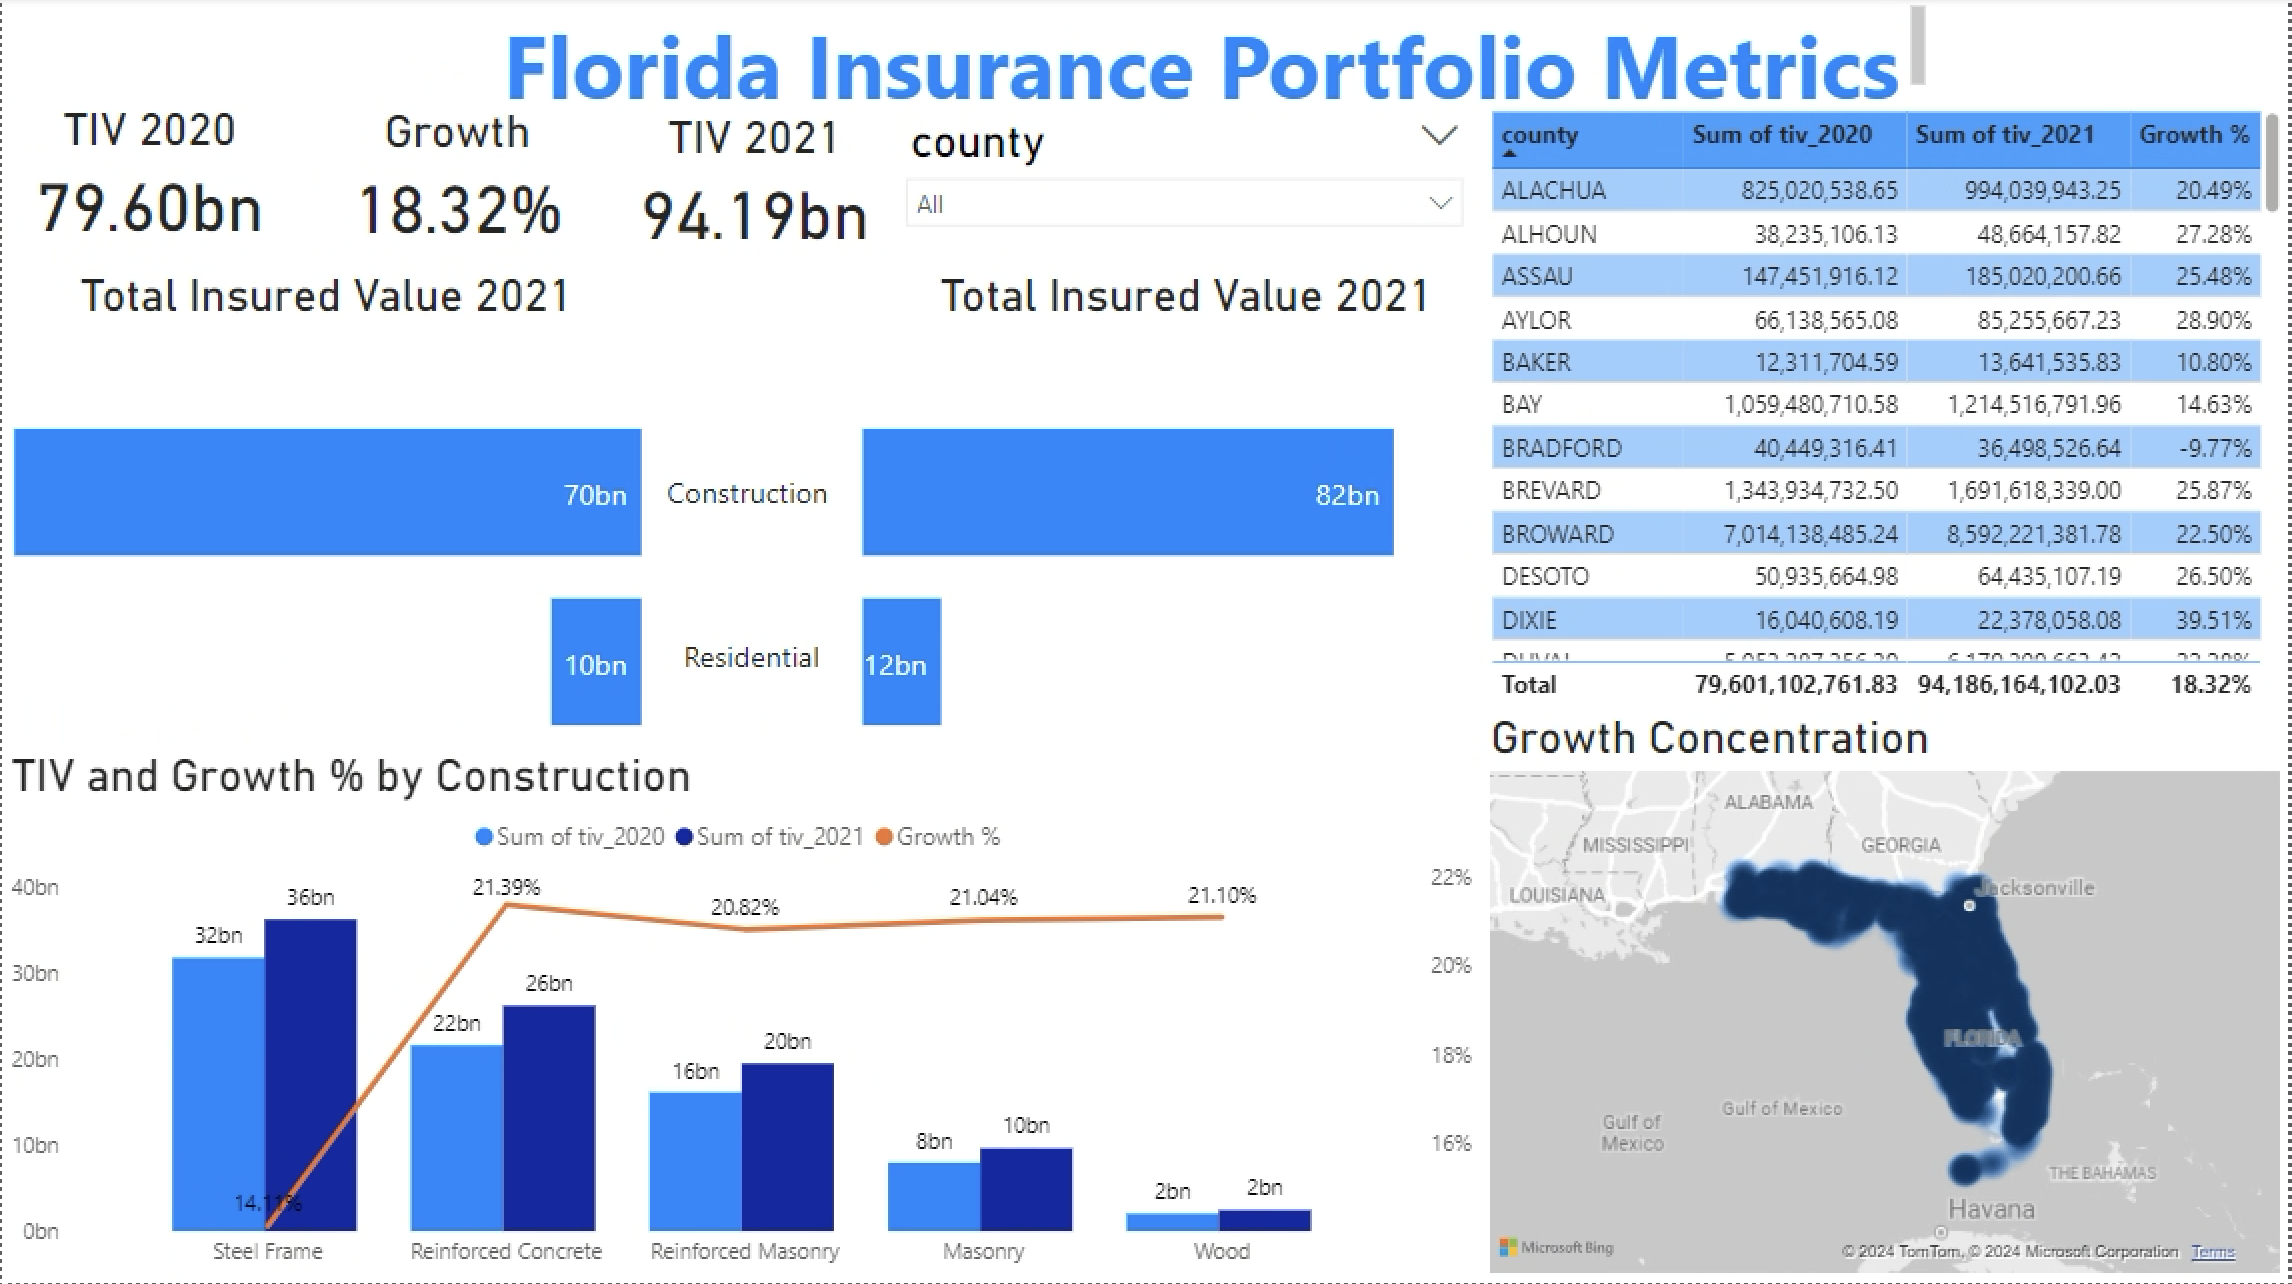 Florida Insurance Portfolio Metrics
TIV 2020
79.60bn
Growth
18.32%
TIV 2021
94.19bn
county
All
Total Insured Value 2021
Total Insured Value 2021
70bn Construction 82bn
10bn Residential 12bn
county Sum of tiv_2020 Sum of tiv_2021 Growth %
ALACHUA 825,020,538.65 994,039,943.25 20.49%
ALHOUN 38,235,106.13 48,664,157.82 27.28%
ASSAU 147,451,916.12 185,020,200.66 25.48%
AYLOR 66,138,565.08 85,255,667.23 28.90%
BAKER 12,311,704.59 13,641,535.83 10.80%
BAY 1,059,480,710.58 1,214,516,791.96 14.63%
BRADFORD 40,449,316.41 36,498,526.64 -9.77%
BREVARD 1,343,934,732.50 1,691,618,339.00 25.87%
BROWARD 7,014,138,485.24 8,592,221,381.78 22.50%
DESOTO 50,935,664.98 64,435,107.19 26.50%
DIXIE 16,040,608.19 22,378,058.08 39.51%
Total 79,601,102,761.83 94,186,164,102.03 18.32%
TIV and Growth % by Construction
Sum of tiv_2020 Sum of tiv_2021 Growth %
40bn
30bn
20bn
10bn
0bn
32bn 36bn
22bn 26bn
16bn 20bn
8bn 10bn
2bn 2bn
14.11%
21.39%
20.82%
21.04%
21.10%
22%
20%
18%
16%
Steel Frame Reinforced Concrete Reinforced Masonry Masonry Wood
Growth Concentration
ALABAMA
MISSISSIPPI
GEORGIA
LOUISIANA
Jacksonville
FLORIDA
Gulf of Mexico
Gulf of
Mexico
THE BAHAMAS
Havana
Microsoft Bing
© 2024 TomTom, © 2024 Microsoft Corporation Terms